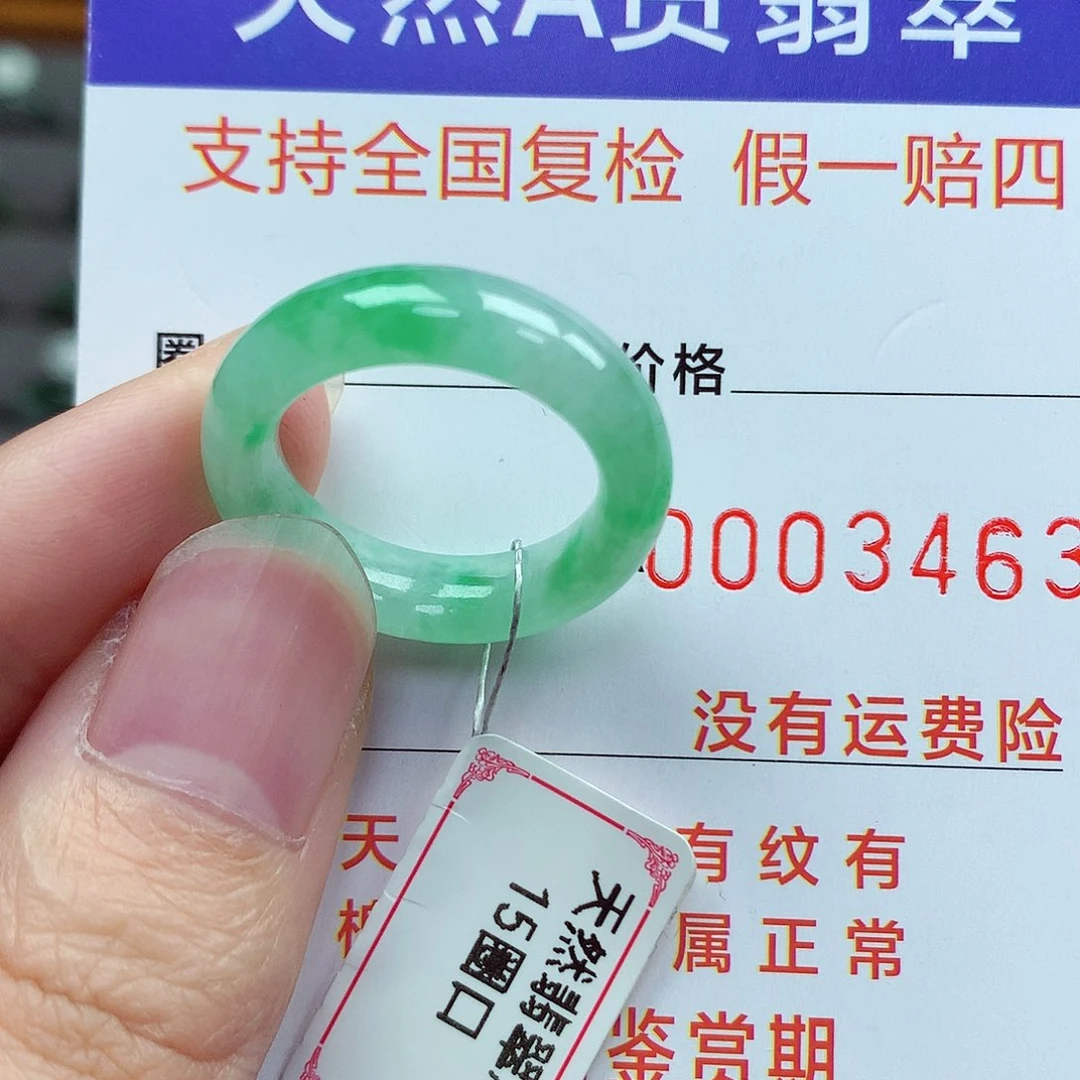 天然A货翡翠
支持全国复检 假一赔四
圈 价格
0003463
没有运费险
天 有纹有
棉 属正常
鉴赏期
天然翡翠
15圈口